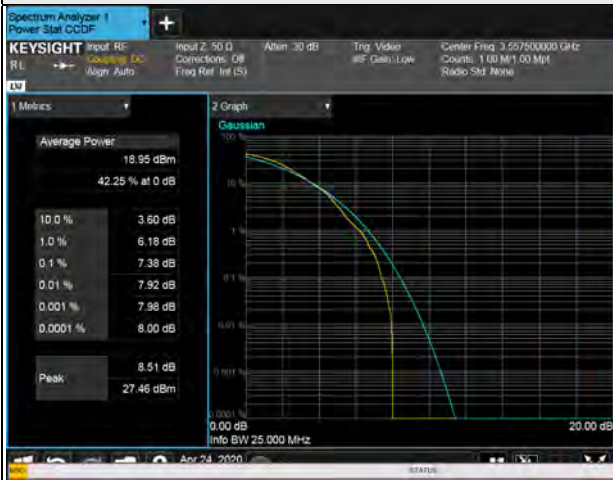 Spectrum Analyzer 1
Power Stat CCDF
+
KEYSIGHT Input: RF Input Z: 50 Ω Atten: 30 dB Trig: Video Center Freq: 3.557500000 GHz
RL Coupling: DC Corrections: Off #IF Gain: Low Counts: 1.00 M/1.00 Mpt
Align: Auto Freq Ref: Int (S) Radio Std: None
1 Metrics
Average Power
18.95 dBm
42.25 % at 0 dB
10.0 % 3.60 dB
1.0 % 6.18 dB
0.1 % 7.38 dB
0.01 % 7.92 dB
0.001 % 7.98 dB
0.0001 % 8.00 dB
Peak 8.51 dB
27.46 dBm
2 Graph
Gaussian
100 %
10 %
1 %
0.1 %
0.01 %
0.001 %
0.0001 %
0.00 dB 20.00 dB
Info BW 25.000 MHz
Apr 24, 2020
MSG STATUS